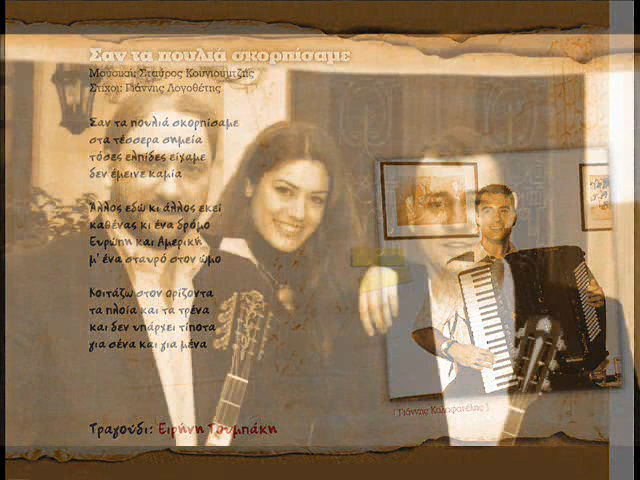 Σαν τα πουλιά σκορπίσαμε
Μουσική: Σταύρος Κουγιουμτζής
Στίχοι: Γιάννης Λογοθέτης
Σαν τα πουλιά σκορπίσαμε
στα τέσσερα σημεία
τόσες ελπίδες είχαμε
δεν έμεινε καμία
Άλλος εδώ κι άλλος εκεί
καθένας κι ένα δρόμο
Ευρώπη και Αμερική
μ' ένα σταυρό στον ώμο
Κοιτάζω στον ορίζοντα
τα πλοία και τα τρένα
και δεν υπάρχει τίποτα
για σένα και για μένα
( Γιάννης Καλαφατέλης )
Τραγούδι: Ειρήνη Τουμπάκη